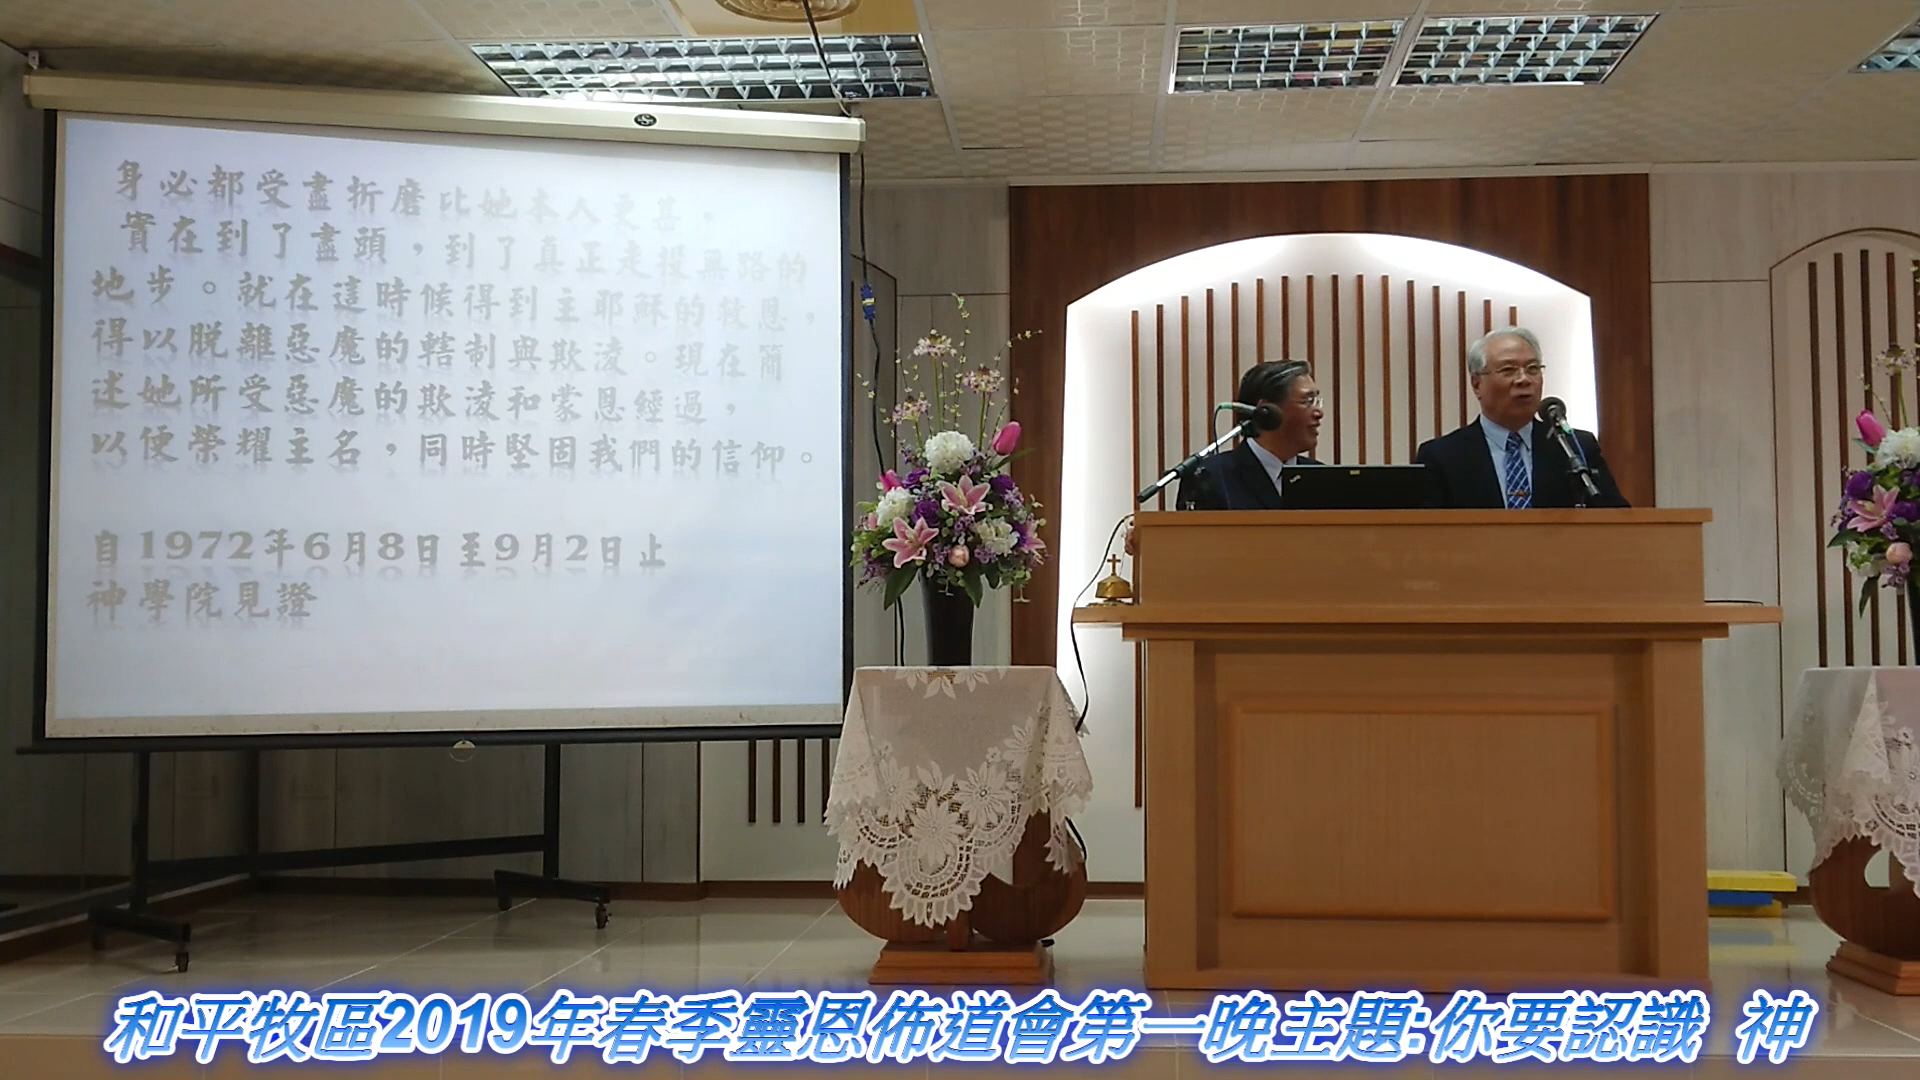 身必都受盡折磨比她本人更甚。
實在到了盡頭，到了真正走投無路的
地步。就在這時候得到主耶穌的救恩，
得以脫離惡魔的轄制與欺凌。現在簡
述她所受惡魔的欺凌和蒙恩經過，
以便榮耀主名，同時堅固我們的信仰。
自1972年6月8日至9月2日止
神學院見證
和平牧區2019年春季靈恩佈道會第一晚主題:你要認識 神